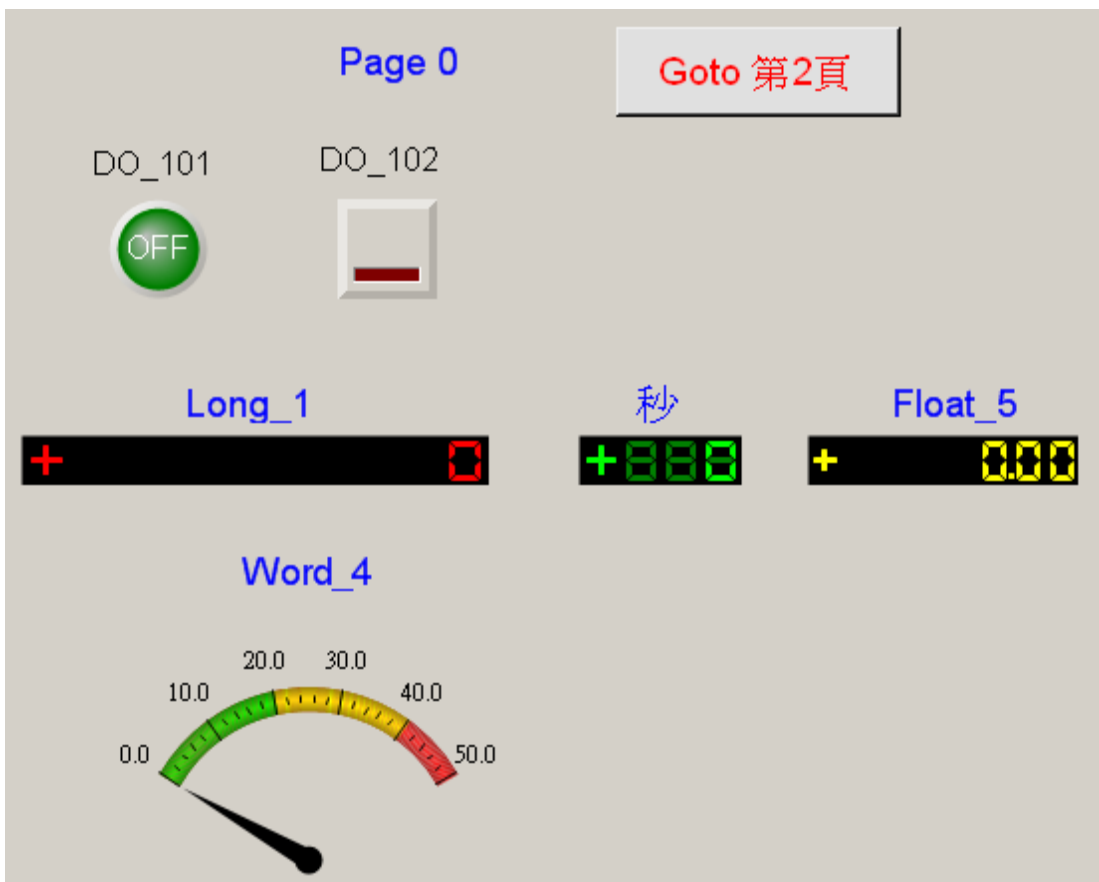 Page 0
Goto 第2頁
DO_101
DO_102
OFF
Long_1
秒
Float_5
+ 0
+ 8
+ 0.00
Word_4
0.0
10.0
20.0
30.0
40.0
50.0